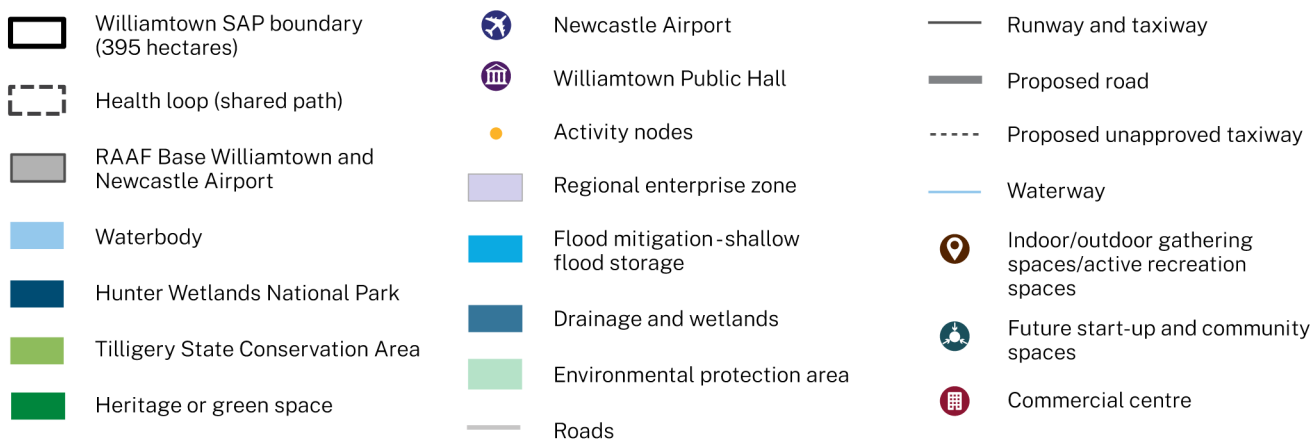 Williamtown SAP boundary
(395 hectares)
Health loop (shared path)
RAAF Base Williamtown and
Newcastle Airport
Waterbody
Hunter Wetlands National Park
Tilligery State Conservation Area
Heritage or green space
Newcastle Airport
Williamtown Public Hall
Activity nodes
Regional enterprise zone
Flood mitigation - shallow
flood storage
Drainage and wetlands
Environmental protection area
Roads
Runway and taxiway
Proposed road
Proposed unapproved taxiway
Waterway
Indoor/outdoor gathering
spaces/active recreation
spaces
Future start-up and community
spaces
Commercial centre